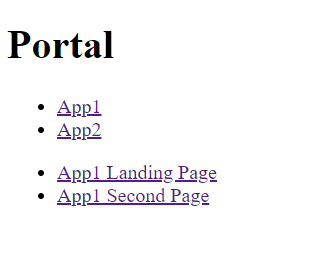 Portal
App1
App2
App1 Landing Page
App1 Second Page